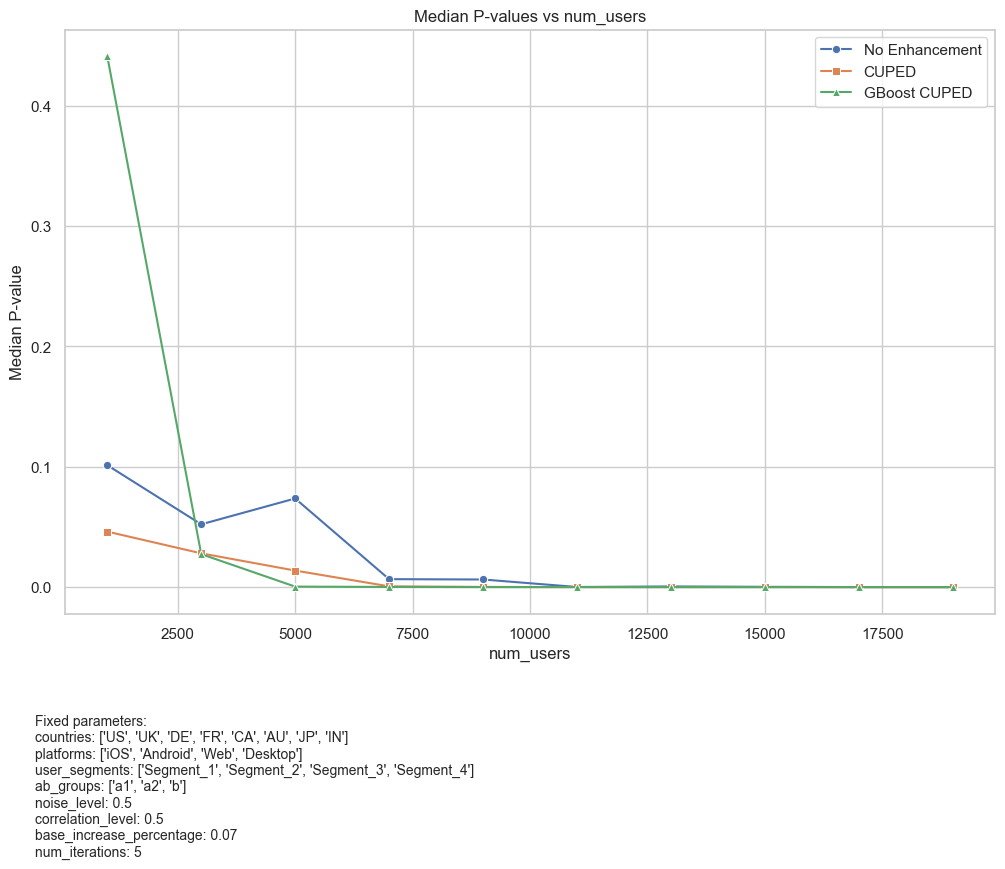 Median P-values vs num_users
No Enhancement
CUPED
GBoost CUPED
Median P-value
0.4
0.3
0.2
0.1
0.0
2500
5000
7500
10000
12500
15000
17500
num_users
Fixed parameters:
countries: ['US', 'UK', 'DE', 'FR', 'CA', 'AU', 'JP', 'IN']
platforms: ['iOS', 'Android', 'Web', 'Desktop']
user_segments: ['Segment_1', 'Segment_2', 'Segment_3', 'Segment_4']
ab_groups: ['a1', 'a2', 'b']
noise_level: 0.5
correlation_level: 0.5
base_increase_percentage: 0.07
num_iterations: 5